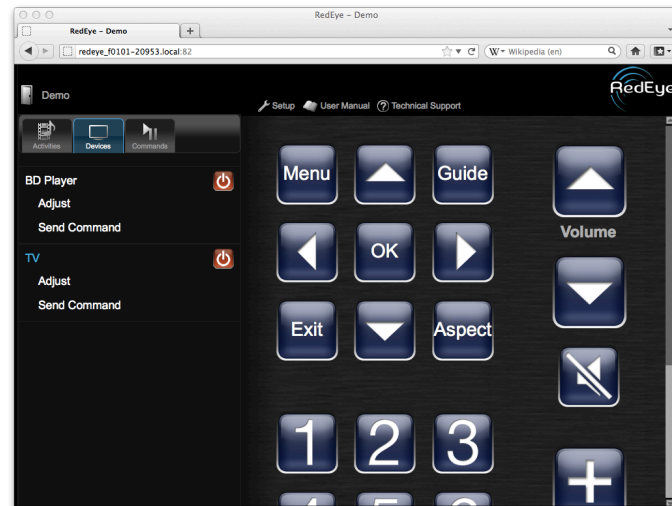 RedEye – Demo
RedEye – Demo
+
redeye_f0101-20953.local:82
W Wikipedia (en)
Demo
Setup
User Manual
? Technical Support
RedEye
Activities
Devices
Commands
BD Player
Adjust
Send Command
TV
Adjust
Send Command
Menu
Guide
OK
Exit
Aspect
Volume
1 2 3
+